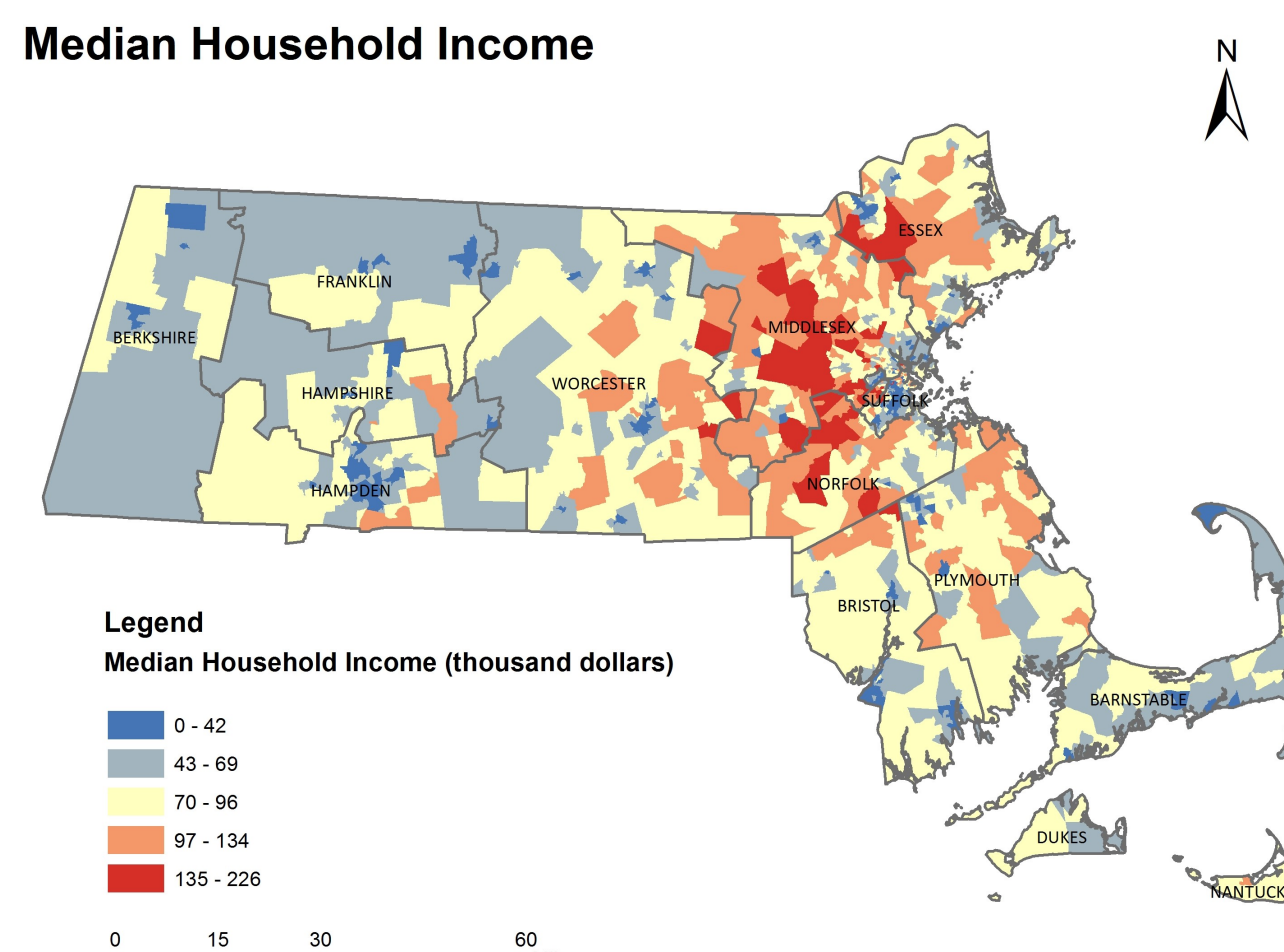 Median Household Income
N
ESSEX
FRANKLIN
MIDDLESEX
BERKSHIRE
WORCESTER
HAMPSHIRE
SUFFOLK
NORFOLK
HAMPDEN
PLYMOUTH
BRISTOL
BARNSTABLE
DUKES
NANTUCK
Legend
Median Household Income (thousand dollars)
0 - 42
43 - 69
70 - 96
97 - 134
135 - 226
0 15 30 60